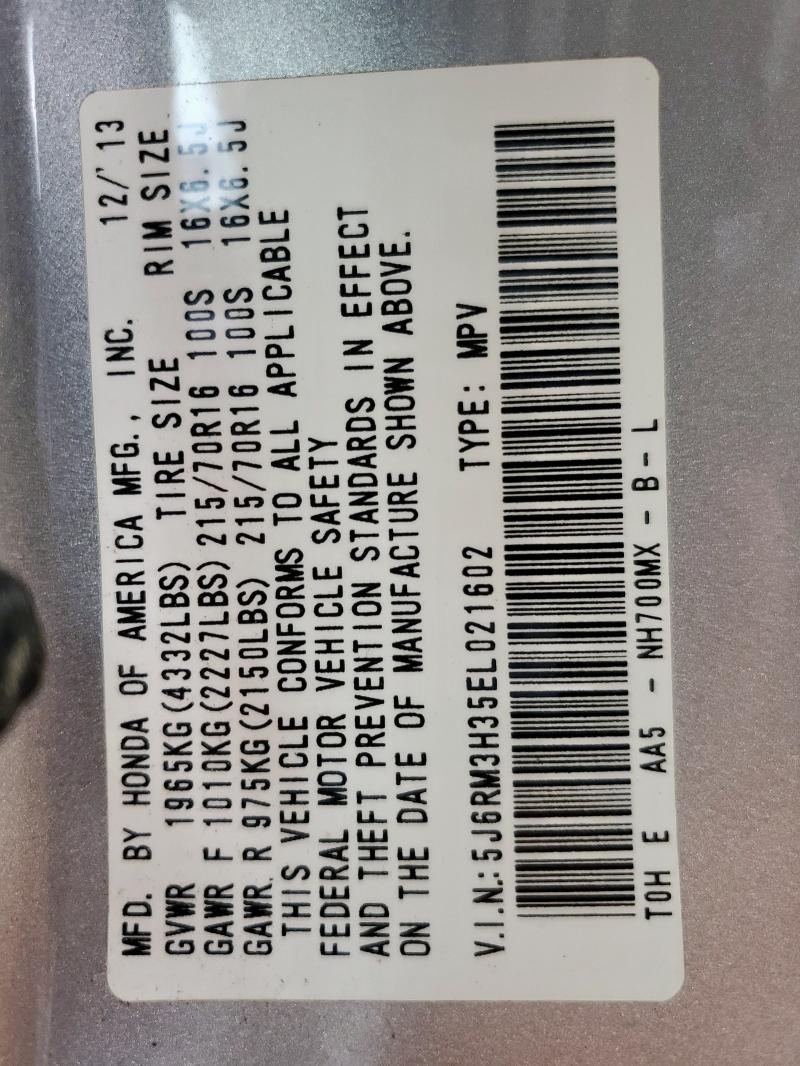 MFD. BY HONDA OF AMERICA MFG., INC. 12/'13
GVWR 1965KG(4332LBS) TIRE SIZE RIM SIZE
GAWR F 1010KG(2227LBS) 215/70R16 100S 16X6.5J
GAWR R 975KG(2150LBS) 215/70R16 100S 16X6.5J
THIS VEHICLE CONFORMS TO ALL APPLICABLE
FEDERAL MOTOR VEHICLE SAFETY
AND THEFT PREVENTION STANDARDS IN EFFECT
ON THE DATE OF MANUFACTURE SHOWN ABOVE.
V.I.N.:5J6RM3H35EL021602 TYPE: MPV
TOH E AA5 - NH700MX - B-L